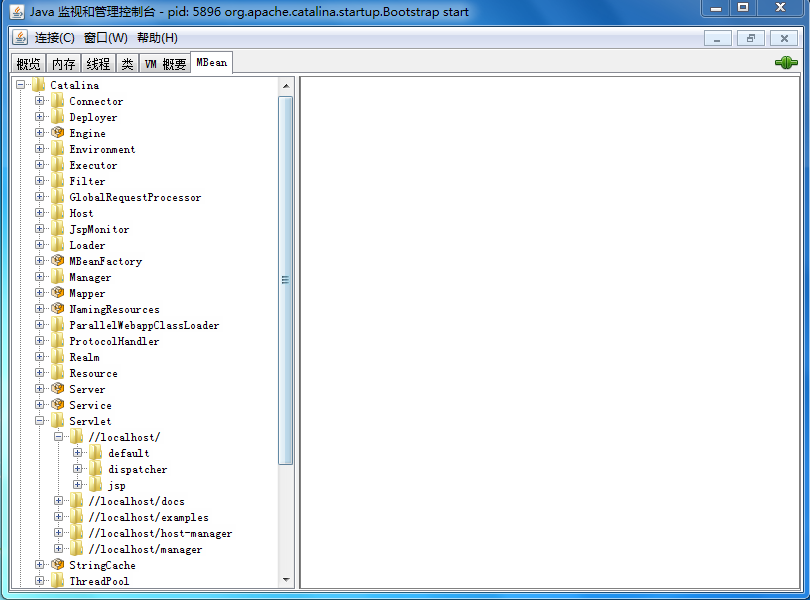 Java 监视和管理控制台 - pid: 5896 org.apache.catalina.startup.Bootstrap start
连接(C) 窗口(W) 帮助(H)
概览 内存 线程 类 VM 概要 MBean
Catalina
Connector
Deployer
Engine
Environment
Executor
Filter
GlobalRequestProcessor
Host
JspMonitor
Loader
MBeanFactory
Manager
Mapper
NamingResources
ParallelWebappClassLoader
ProtocolHandler
Realm
Resource
Server
Service
Servlet
//localhost/
default
dispatcher
jsp
//localhost/docs
//localhost/examples
//localhost/host-manager
//localhost/manager
StringCache
ThreadPool